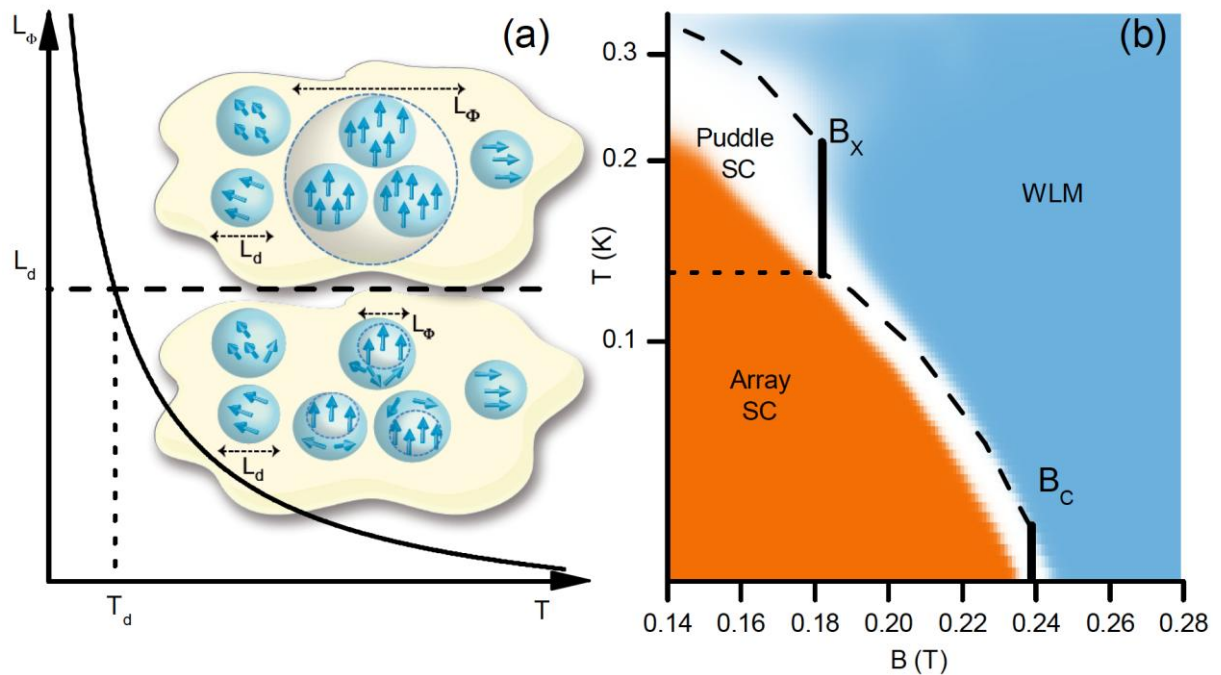 L_Φ
(a)
L_Φ
L_d
L_d
L_Φ
L_d
T_d
T
(b)
0.3
Puddle
SC
B_X
0.2
WLM
T (K)
0.1
Array
SC
B_C
0.14 0.16 0.18 0.20 0.22 0.24 0.26 0.28
B (T)